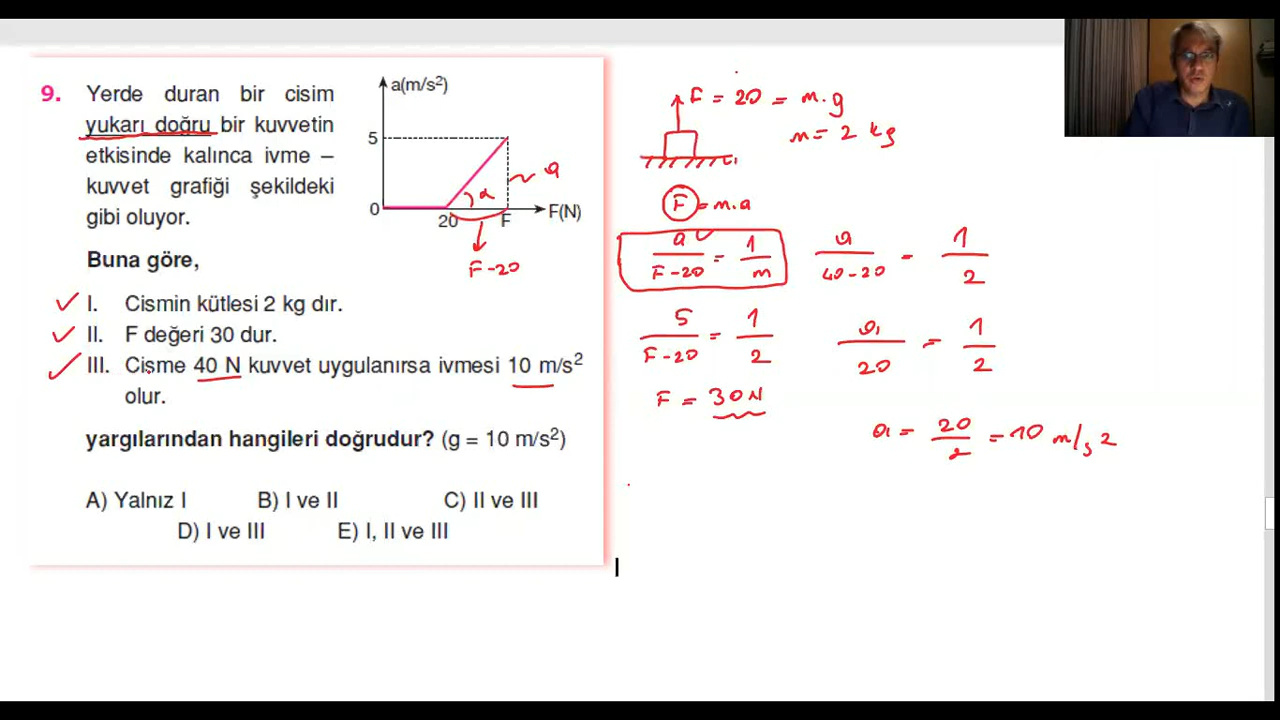 9. Yerde duran bir cisim
yukarı doğru bir kuvvetin
etkisinde kalınca ivme –
kuvvet grafiği şekildeki
gibi oluyor.
a(m/s²)
5
0
20
F
F(N)
α
a
F-20
Buna göre,
I. Cismin kütlesi 2 kg dır.
II. F değeri 30 dur.
III. Cisme 40 N kuvvet uygulanırsa ivmesi 10 m/s²
olur.
yargılarından hangileri doğrudur? (g = 10 m/s²)
A) Yalnız I B) I ve II C) II ve III
D) I ve III E) I, II ve III
F = 20 = m.g
m = 2 kg
F = m.a
a/F-20 = 1/m
a/40-20 = 1/2
5/F-20 = 1/2
a/20 = 1/2
F = 30N
a = 20/2 = 10 m/s2